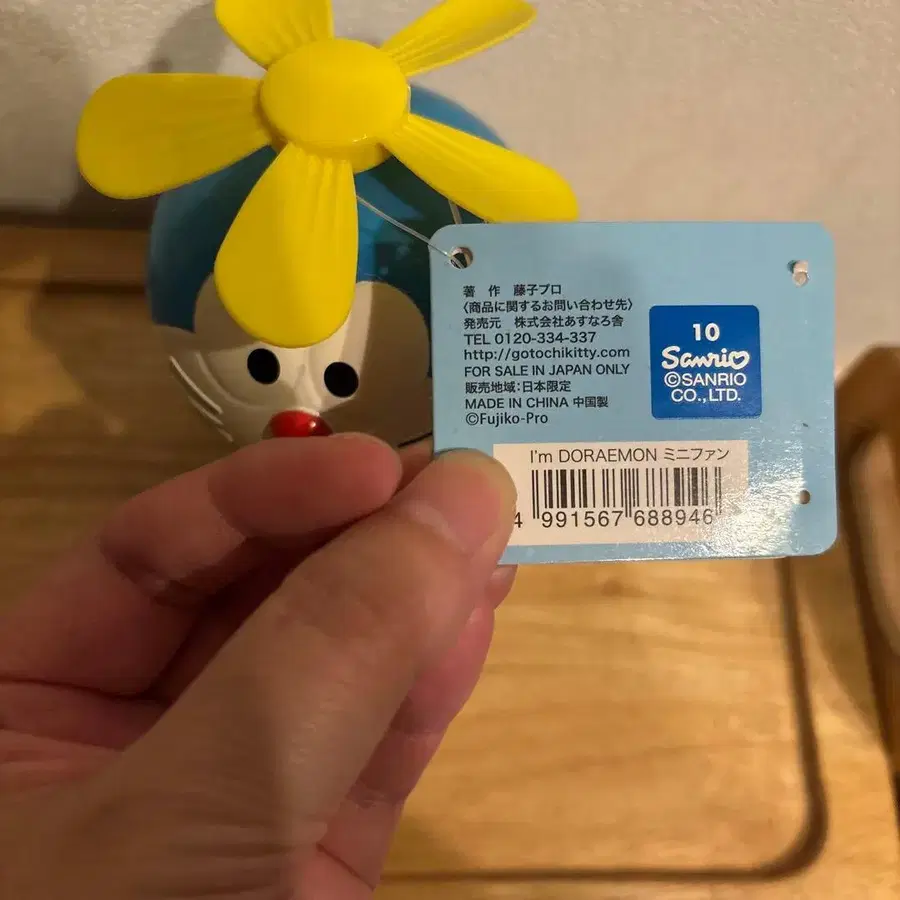 著 作 藤子プロ
〈商品に関するお問い合わせ先〉
発売元 株式会社あすなろ舎
TEL 0120-334-337
http://gotochikitty.com
FOR SALE IN JAPAN ONLY
販売地域:日本限定
MADE IN CHINA 中国製
©Fujiko-Pro
10
Sanrio
©SANRIO
CO.,LTD.
I'm DORAEMON ミニファン
4 991567 688946